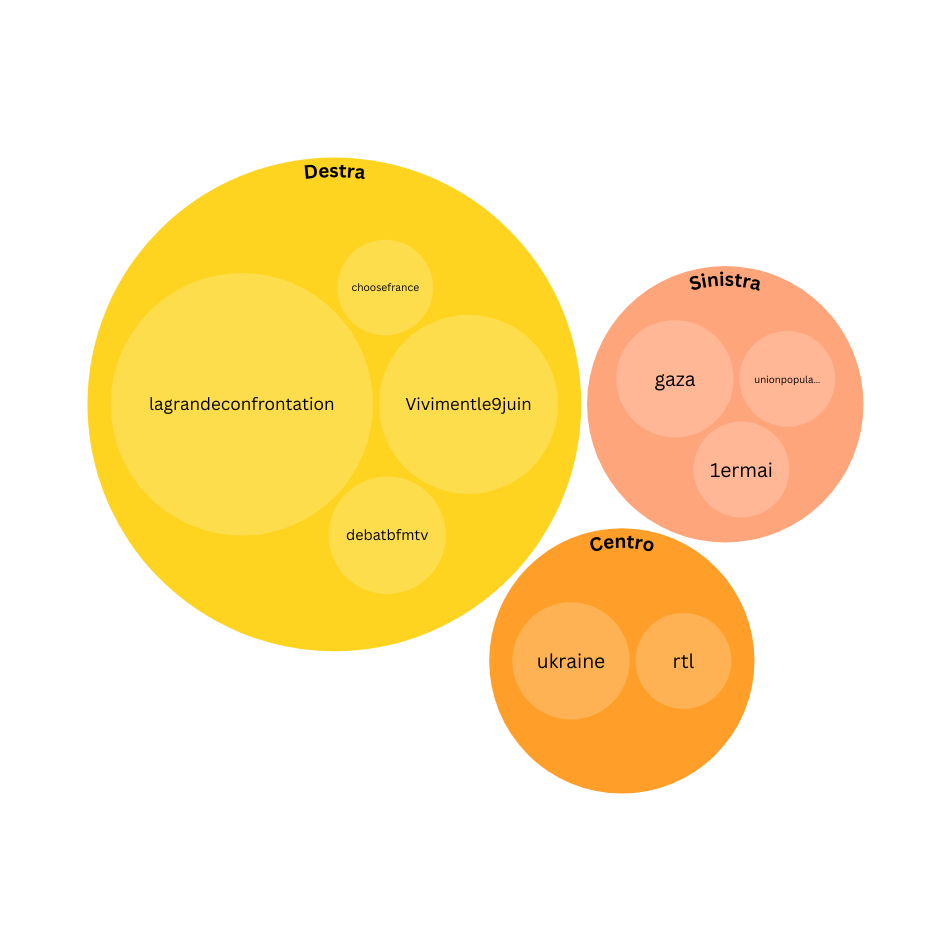 Destra
choosefrance
lagrandeconfrontation
Vivimentle9juin
debatbfmtv
Sinistra
gaza
unionpopula...
1ermai
Centro
ukraine
rtl